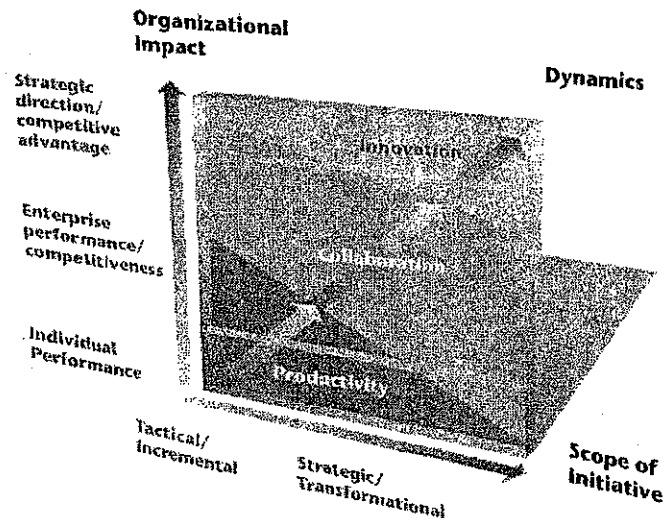 Organizational
Impact
Dynamics
Strategic
direction/
competitive
advantage
Innovation
Enterprise
performance/
competitiveness
Collaboration
Individual
Performance
Productivity
Tactical/
Incremental
Strategic/
Transformational
Scope of
Initiative